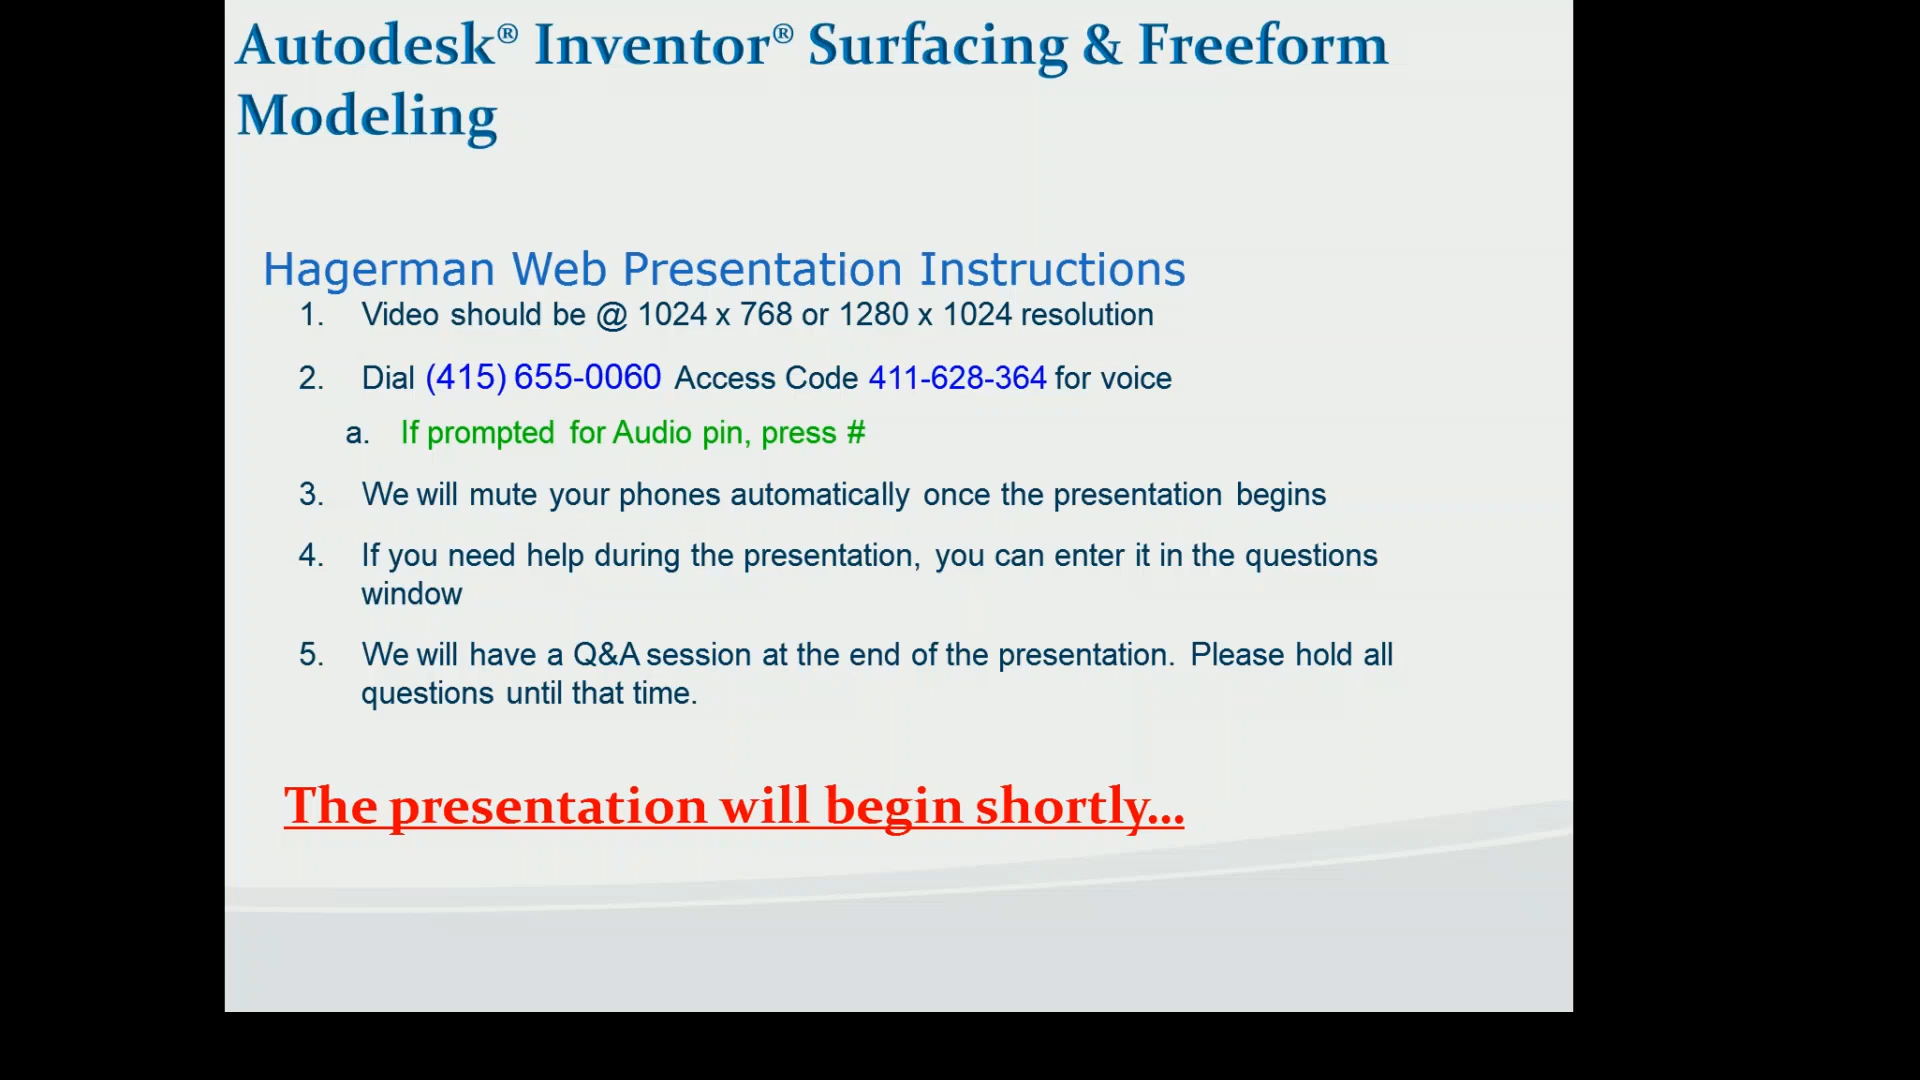 Autodesk® Inventor® Surfacing & Freeform
Modeling
Hagerman Web Presentation Instructions
1. Video should be @ 1024 x 768 or 1280 x 1024 resolution
2. Dial (415) 655-0060 Access Code 411-628-364 for voice
a. If prompted for Audio pin, press #
3. We will mute your phones automatically once the presentation begins
4. If you need help during the presentation, you can enter it in the questions
window
5. We will have a Q&A session at the end of the presentation. Please hold all
questions until that time.
The presentation will begin shortly...